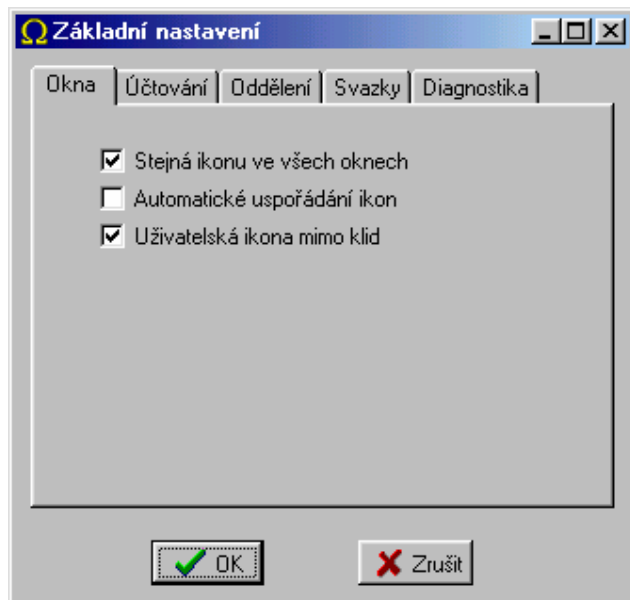 Ω Základní nastavení
Okna Účtování Oddělení Svazky Diagnostika
Stejná ikonu ve všech oknech
Automatické uspořádání ikon
Uživatelská ikona mimo klid
OK Zrušit